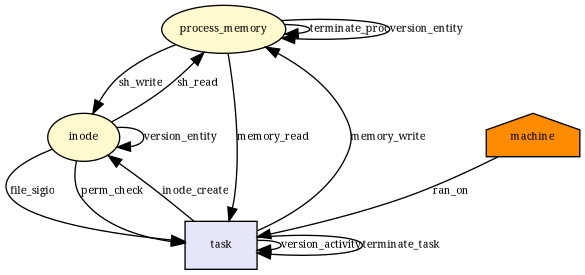 process_memory
terminate_proc
version_entity
sh_write
sh_read
inode
version_entity
memory_read
memory_write
machine
file_sigio
perm_check
inode_create
ran_on
task
version_activity
terminate_task